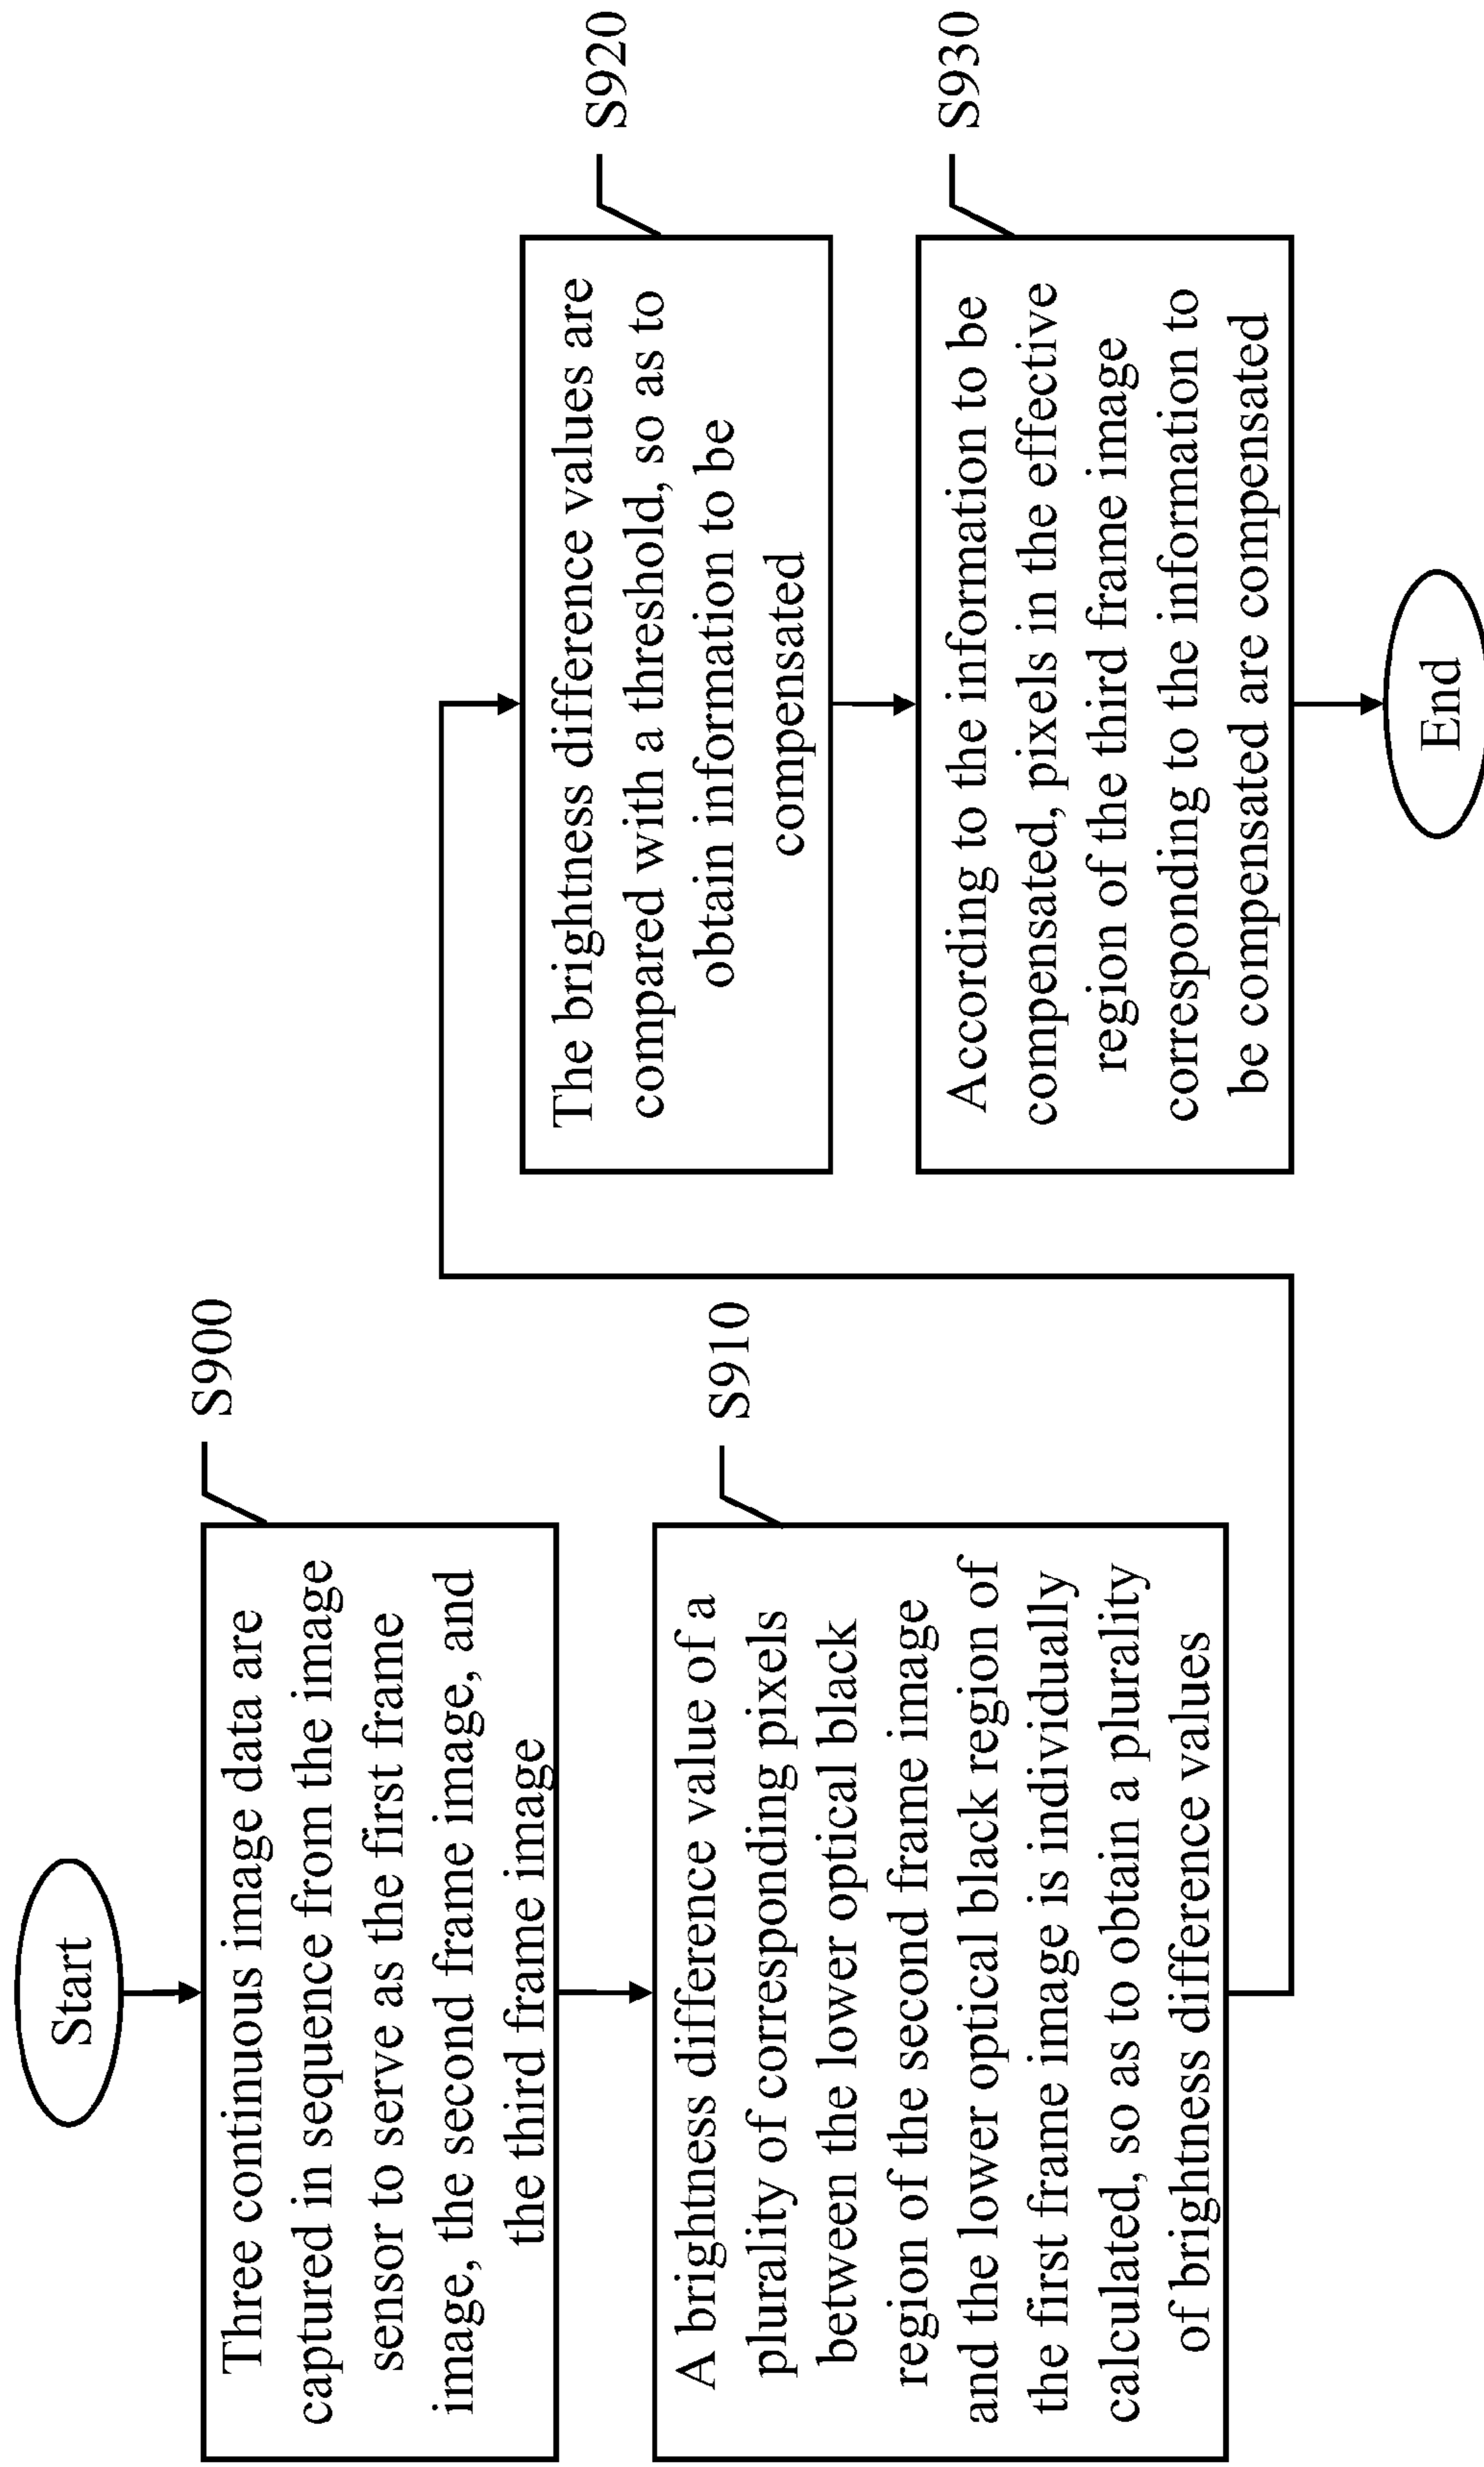 Start
S900
Three continuous image data are
captured in sequence from the image
sensor to serve as the first frame
image, the second frame image, and
the third frame image
S910
A brightness difference value of a
plurality of corresponding pixels
between the lower optical black
region of the second frame image
and the lower optical black region of
the first frame image is individually
calculated, so as to obtain a plurality
of brightness difference values
S920
The brightness difference values are
compared with a threshold, so as to
obtain information to be
compensated
S930
According to the information to be
compensated, pixels in the effective
region of the third frame image
corresponding to the information to
be compensated are compensated
End